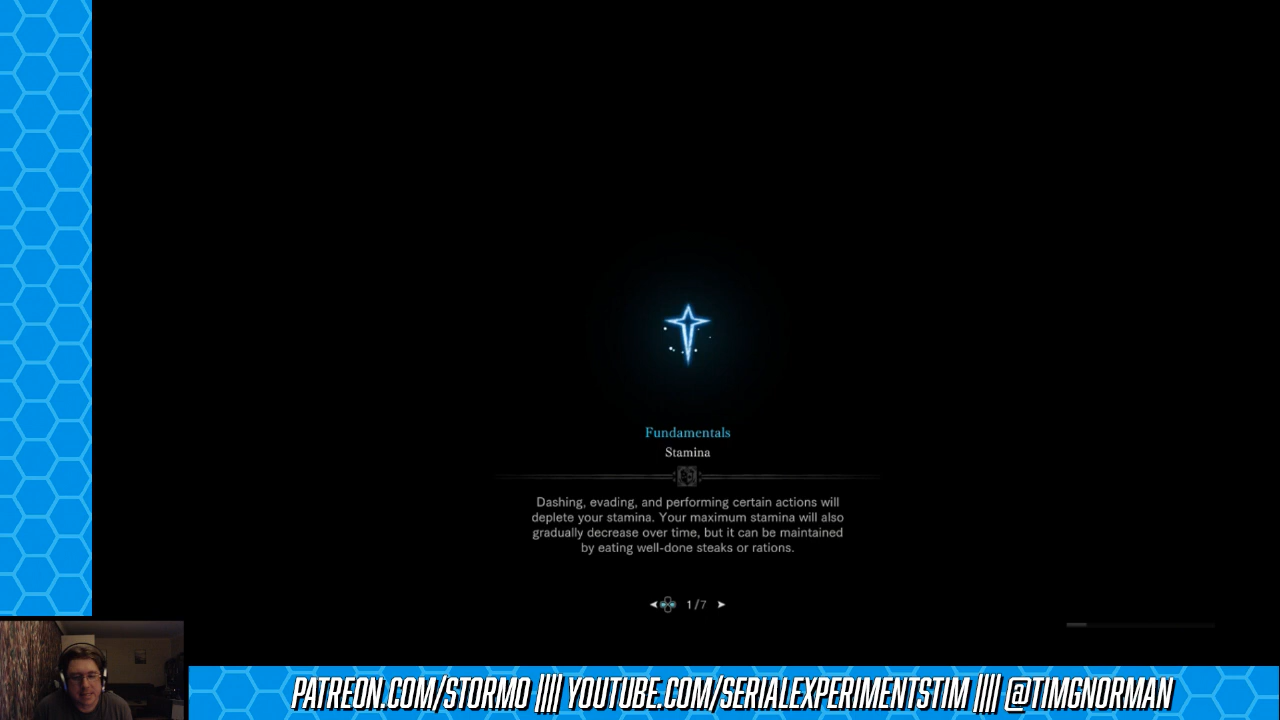 Fundamentals
Stamina
Dashing, evading, and performing certain actions will
deplete your stamina. Your maximum stamina will also
gradually decrease over time, but it can be maintained
by eating well-done steaks or rations.
1/7
PATREON.COM/STORMO |||| YOUTUBE.COM/SERIALEXPERIMENTSTIM |||| @TIMGNORMAN